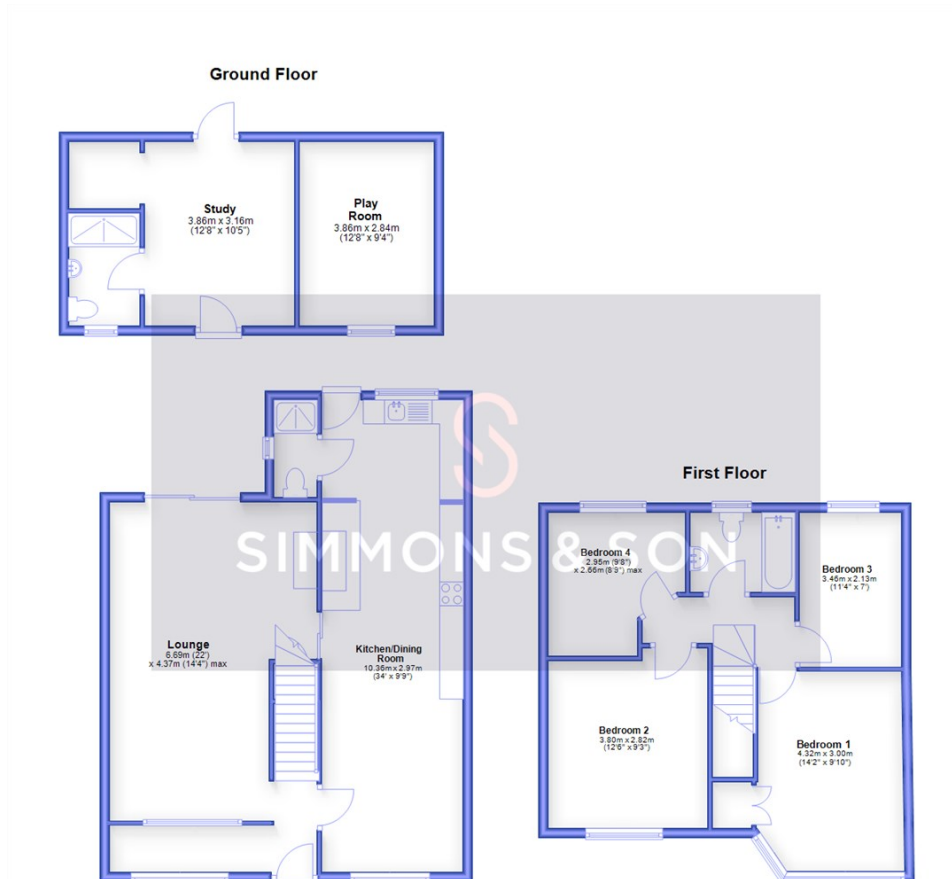 Ground Floor
Study
3.86m x 3.16m
(12'8" x 10'5")
Play
Room
3.86m x 2.84m
(12'8" x 9'4")
SIMMONS & SON
Lounge
6.69m (22')
x 4.37m (14'4") max
Kitchen/Dining
Room
10.36m x 2.97m
(34' x 9'9")
First Floor
Bedroom 4
2.95m (9'8")
x 2.66m (8'9") max
Bedroom 3
3.46m x 2.13m
(11'4" x 7')
Bedroom 2
3.80m x 2.82m
(12'6" x 9'3")
Bedroom 1
4.32m x 3.00m
(14'2" x 9'10")